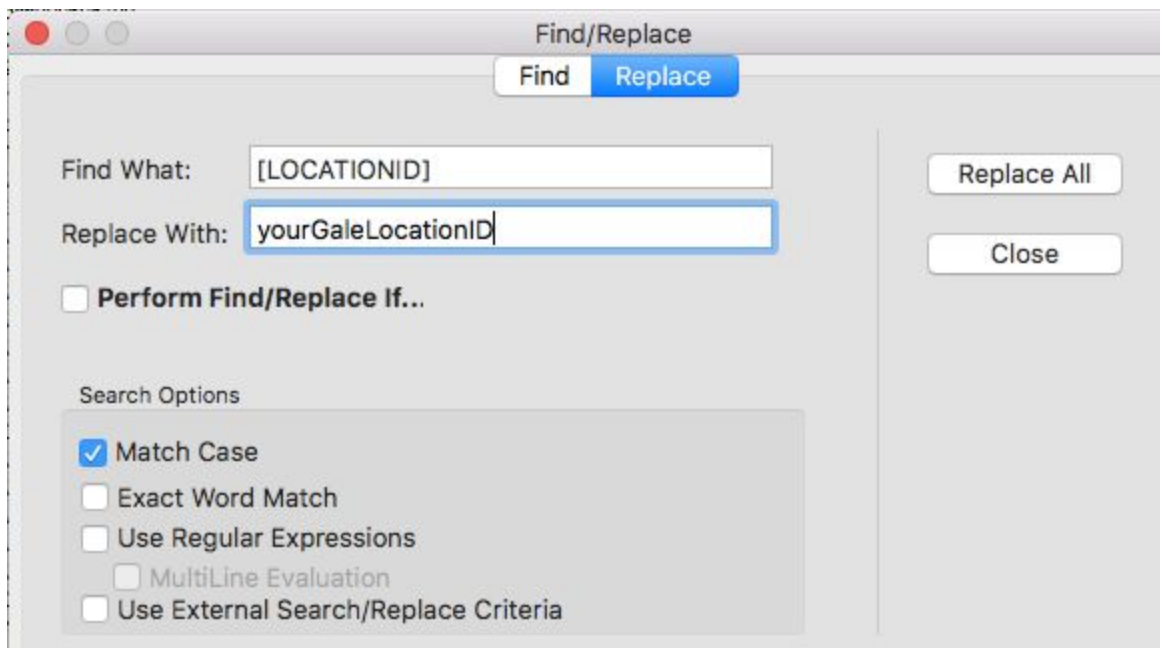 Find/Replace
Find Replace
Find What: [LOCATIONID] Replace All
Replace With: yourGaleLocationID
Close
Perform Find/Replace If...
Search Options
Match Case
Exact Word Match
Use Regular Expressions
MultiLine Evaluation
Use External Search/Replace Criteria